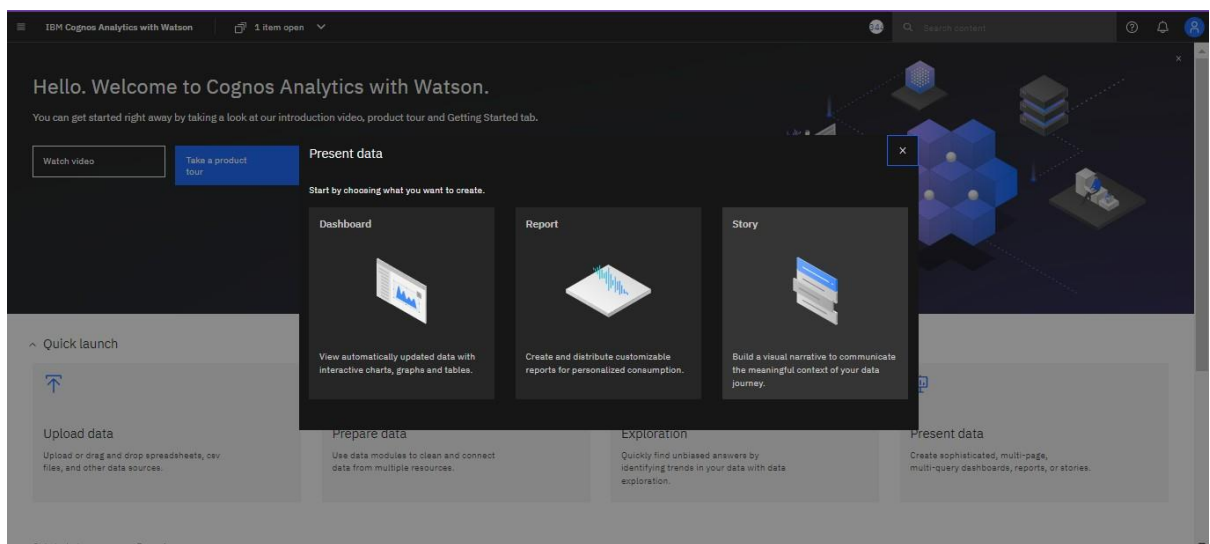 IBM Cognos Analytics with Watson
1 item open
Search content
Hello. Welcome to Cognos Analytics with Watson.
You can get started right away by taking a look at our introduction video, product tour and Getting Started tab.
Watch video
Take a product
tour
Present data
Start by choosing what you want to create.
Dashboard
View automatically updated data with
interactive charts, graphs and tables.
Report
Create and distribute customizable
reports for personalized consumption.
Story
Build a visual narrative to communicate
the meaningful context of your data
journey.
Quick launch
Upload data
Upload or drag and drop spreadsheets, csv
files, and other data sources.
Prepare data
Use data modules to clean and connect
data from multiple resources.
Exploration
Quickly find unbiased answers by
identifying trends in your data with data
exploration.
Present data
Create sophisticated, multi-page,
multi-query dashboards, reports, or stories.